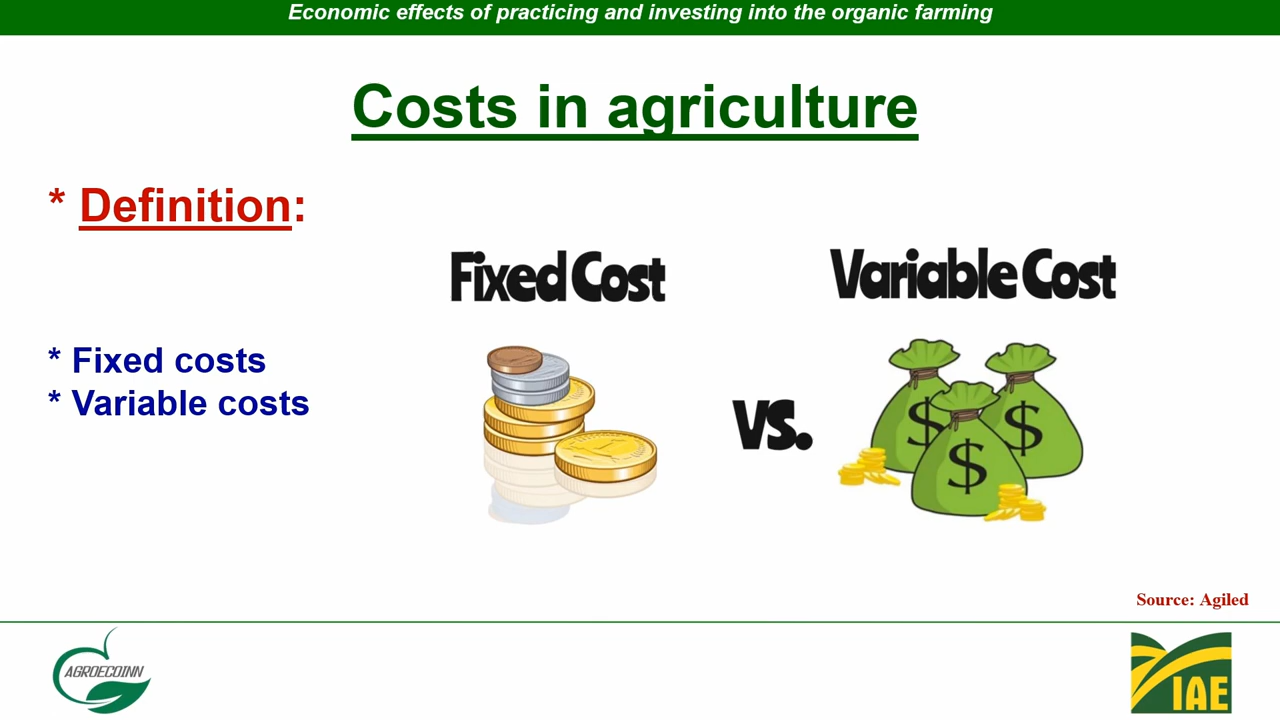 Economic effects of practicing and investing into the organic farming
Costs in agriculture
* Definition:
Fixed Cost
Variable Cost
* Fixed costs
* Variable costs
vs.
$ $ $
Source: Agiled
AGROECOINN
IAE